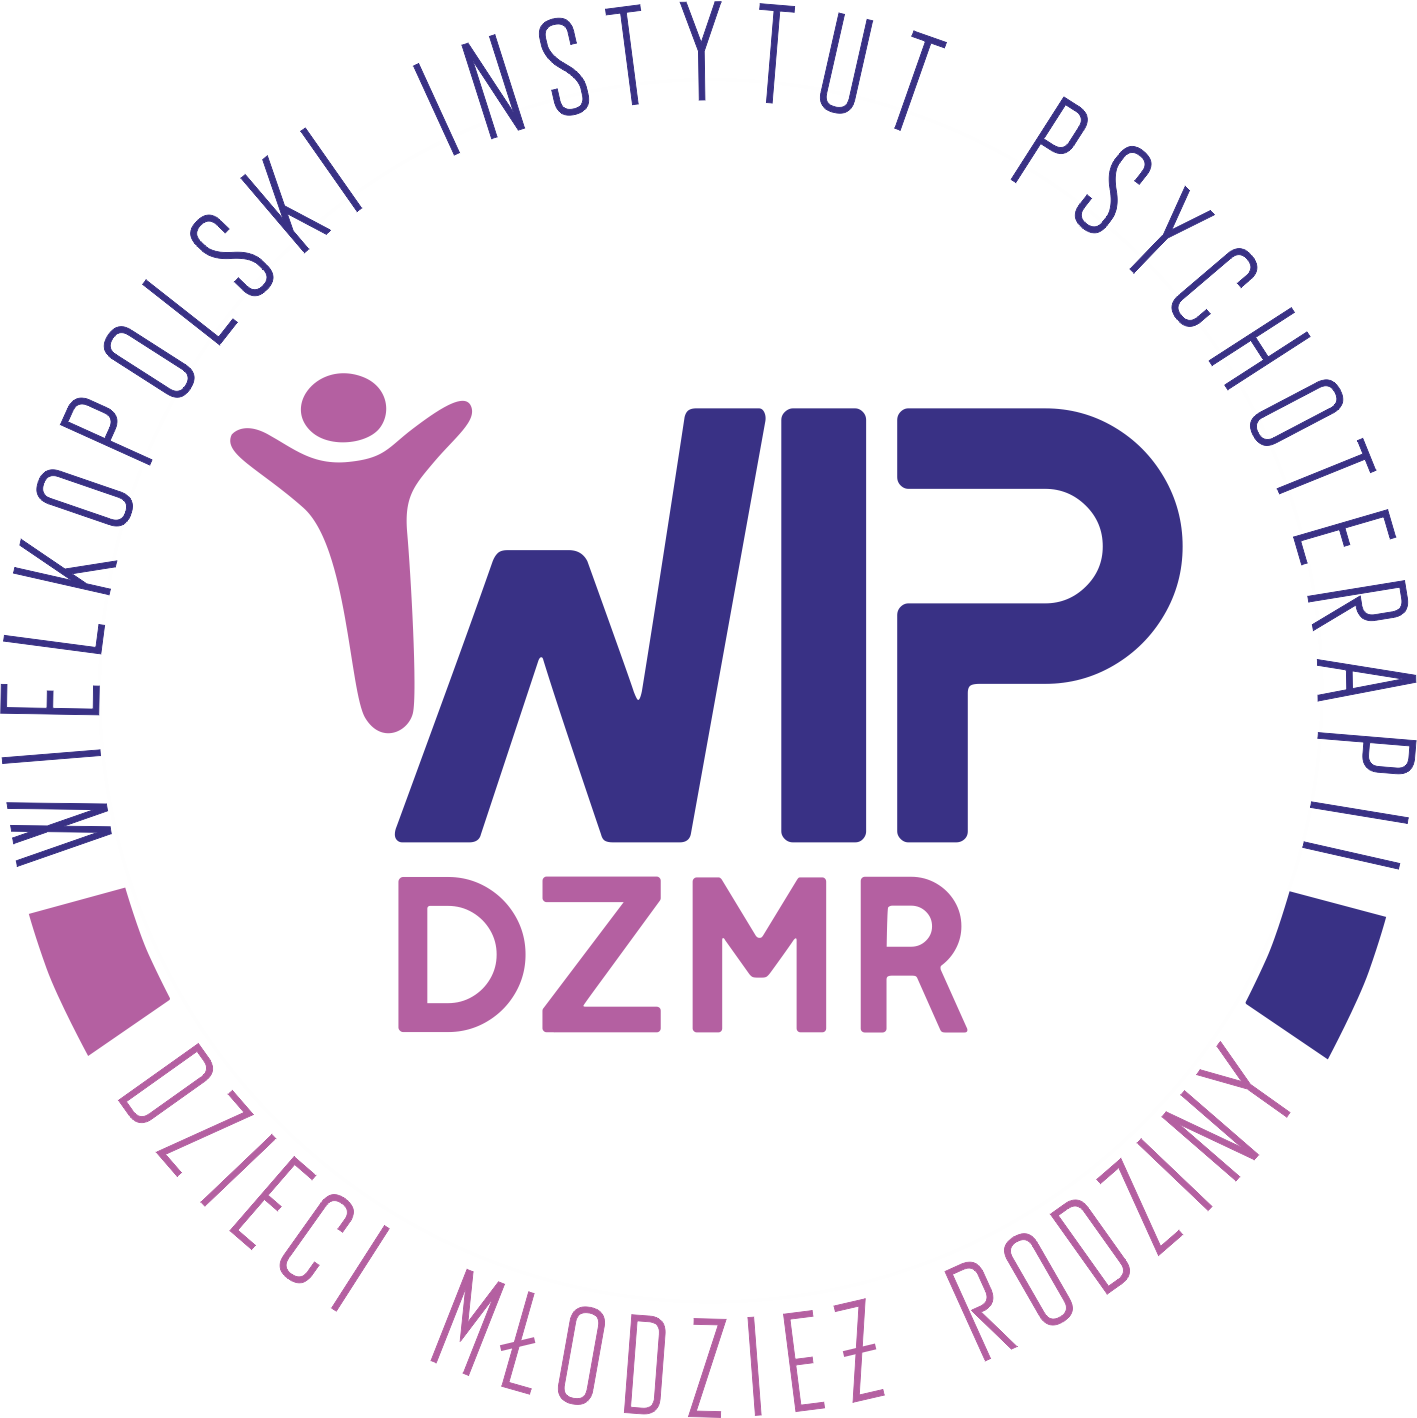 WIELKOPOLSKI INSTYTUT PSYCHOTERAPII
WIP
DZMR
DZIECI MŁODZIEŻ RODZINY